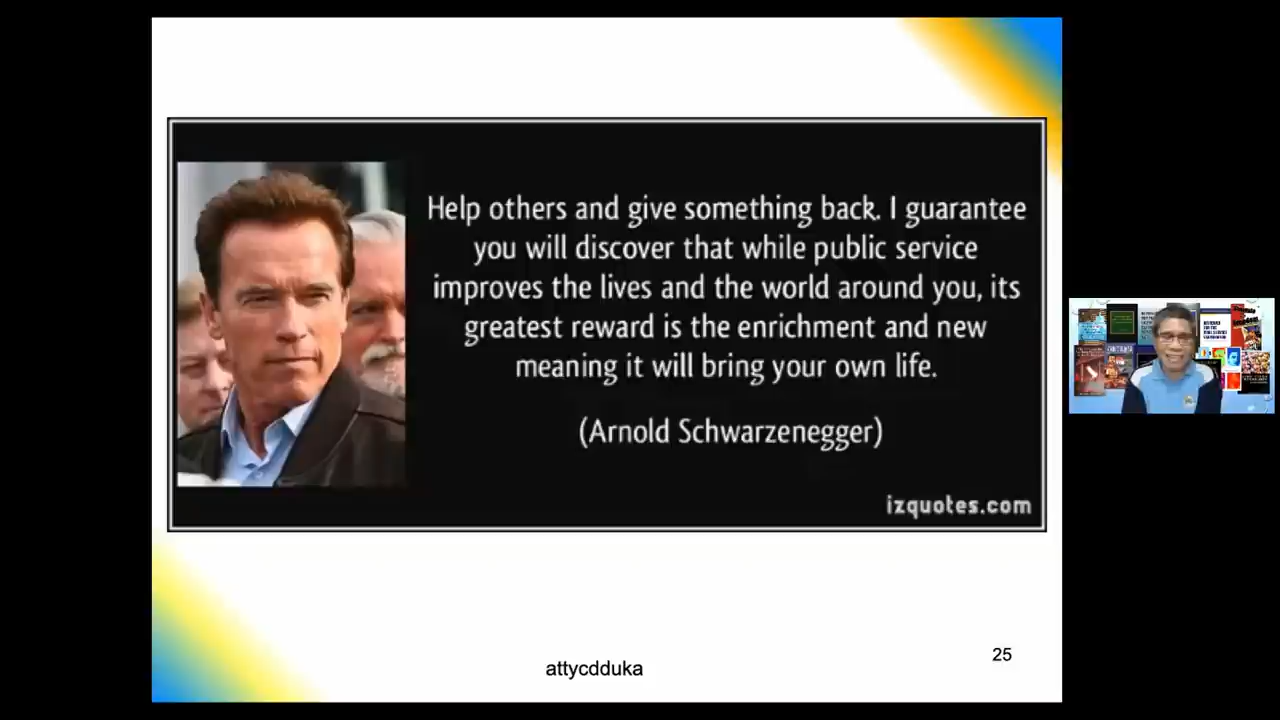 Help others and give something back. I guarantee
you will discover that while public service
improves the lives and the world around you, its
greatest reward is the enrichment and new
meaning it will bring your own life.
(Arnold Schwarzenegger)
izquotes.com
attycdduka
25